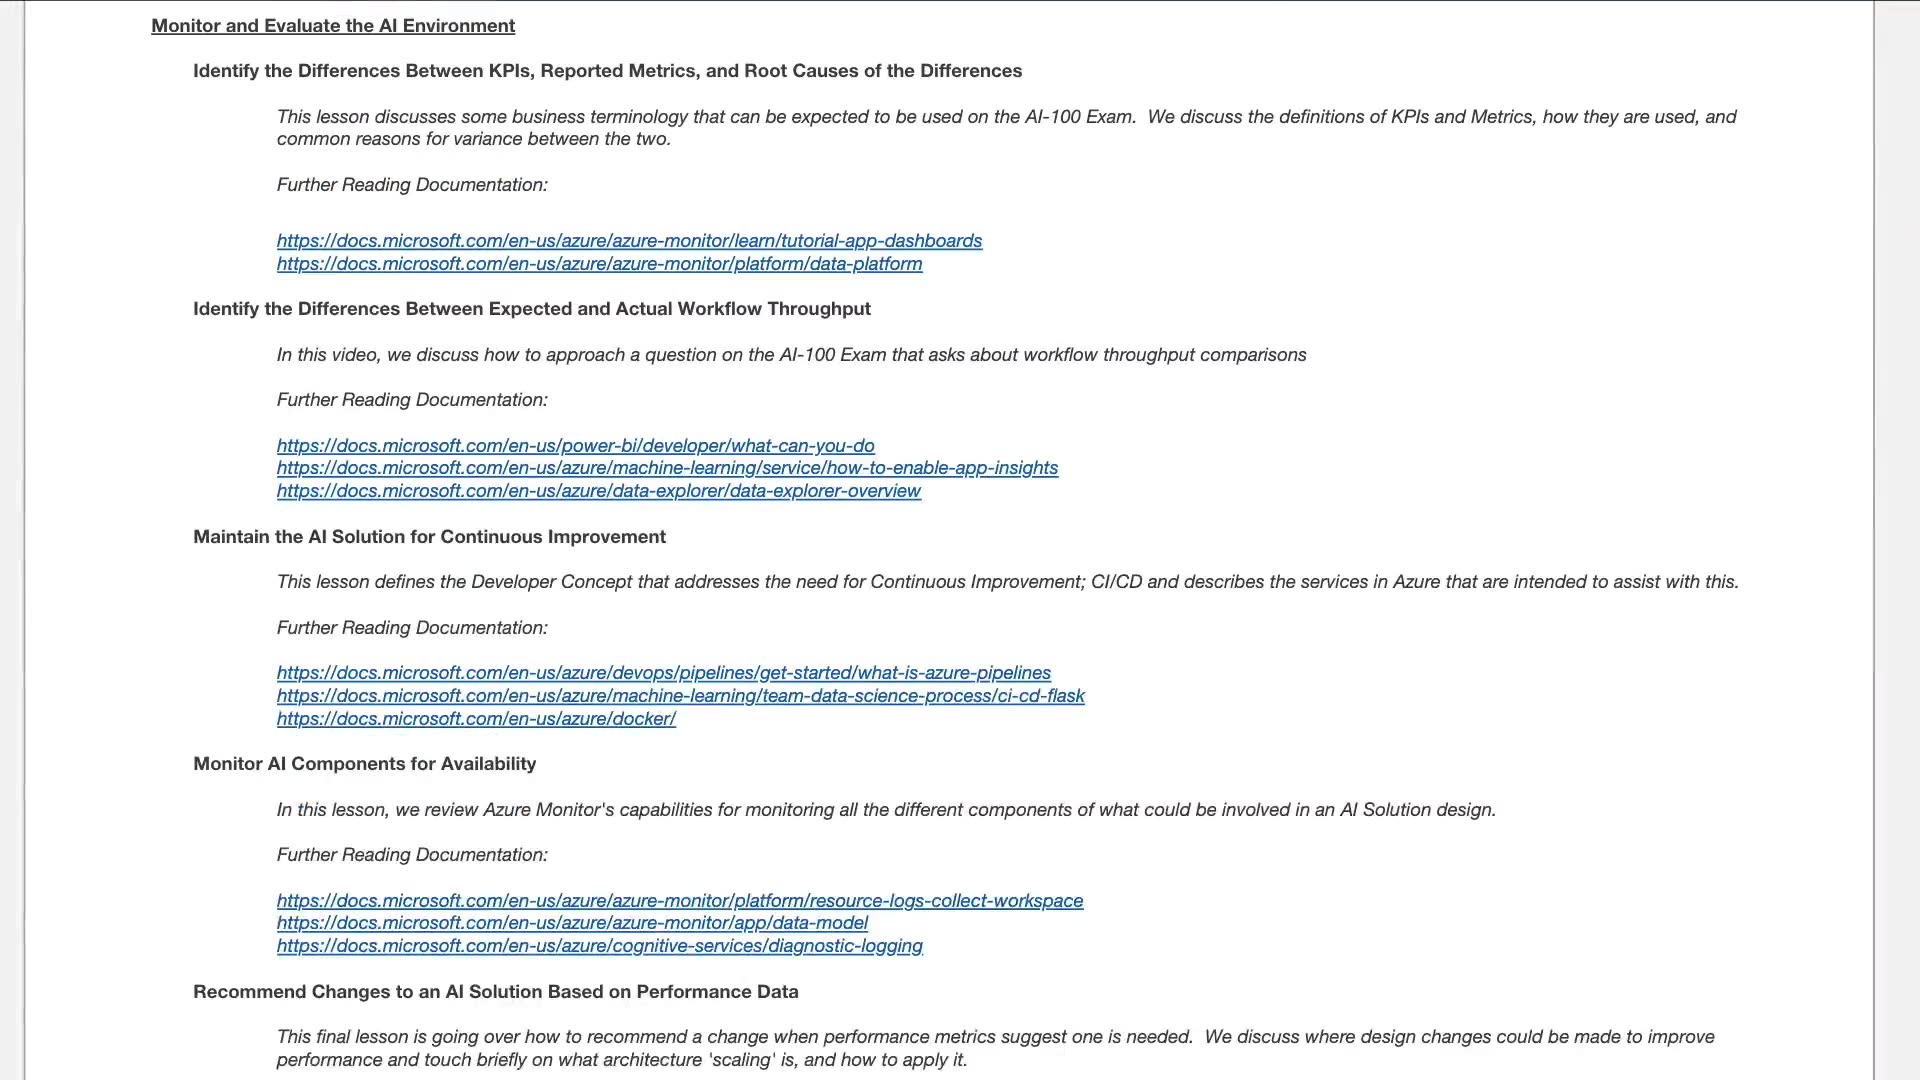 Monitor and Evaluate the AI Environment
Identify the Differences Between KPIs, Reported Metrics, and Root Causes of the Differences
This lesson discusses some business terminology that can be expected to be used on the AI-100 Exam.  We discuss the definitions of KPIs and Metrics, how they are used, and
common reasons for variance between the two.
Further Reading Documentation:
https://docs.microsoft.com/en-us/azure/azure-monitor/learn/tutorial-app-dashboards
https://docs.microsoft.com/en-us/azure/azure-monitor/platform/data-platform
Identify the Differences Between Expected and Actual Workflow Throughput
In this video, we discuss how to approach a question on the AI-100 Exam that asks about workflow throughput comparisons
Further Reading Documentation:
https://docs.microsoft.com/en-us/power-bi/developer/what-can-you-do
https://docs.microsoft.com/en-us/azure/machine-learning/service/how-to-enable-app-insights
https://docs.microsoft.com/en-us/azure/data-explorer/data-explorer-overview
Maintain the AI Solution for Continuous Improvement
This lesson defines the Developer Concept that addresses the need for Continuous Improvement; CI/CD and describes the services in Azure that are intended to assist with this.
Further Reading Documentation:
https://docs.microsoft.com/en-us/azure/devops/pipelines/get-started/what-is-azure-pipelines
https://docs.microsoft.com/en-us/azure/machine-learning/team-data-science-process/ci-cd-flask
https://docs.microsoft.com/en-us/azure/docker/
Monitor AI Components for Availability
In this lesson, we review Azure Monitor's capabilities for monitoring all the different components of what could be involved in an AI Solution design.
Further Reading Documentation:
https://docs.microsoft.com/en-us/azure/azure-monitor/platform/resource-logs-collect-workspace
https://docs.microsoft.com/en-us/azure/azure-monitor/app/data-model
https://docs.microsoft.com/en-us/azure/cognitive-services/diagnostic-logging
Recommend Changes to an AI Solution Based on Performance Data
This final lesson is going over how to recommend a change when performance metrics suggest one is needed.  We discuss where design changes could be made to improve
performance and touch briefly on what architecture 'scaling' is, and how to apply it.